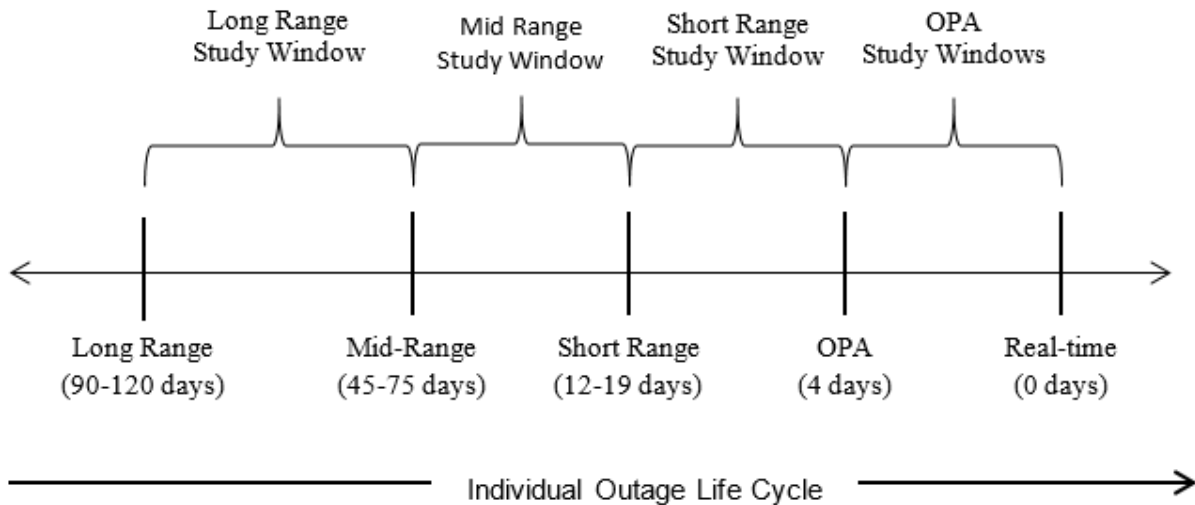 Long Range
Study Window
Mid Range
Study Window
Short Range
Study Window
OPA
Study Windows
Long Range
(90-120 days)
Mid-Range
(45-75 days)
Short Range
(12-19 days)
OPA
(4 days)
Real-time
(0 days)
Individual Outage Life Cycle